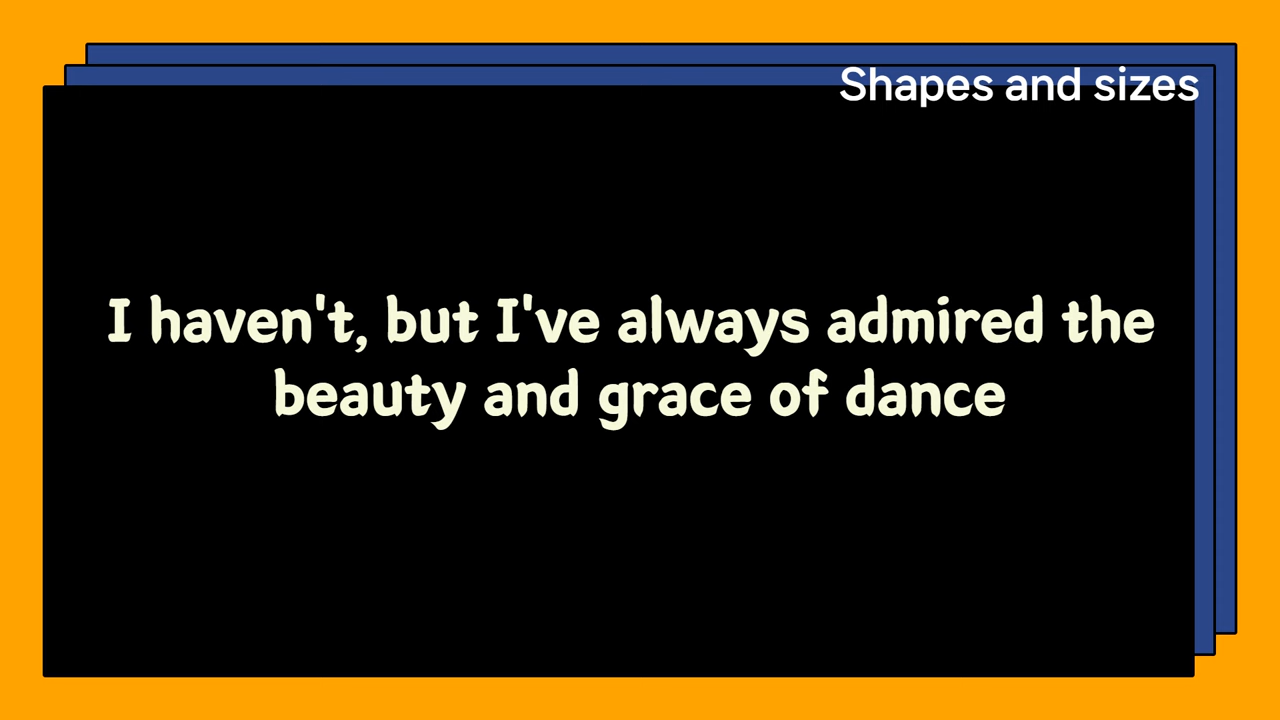 Shapes and sizes
I haven't, but I've always admired the
beauty and grace of dance